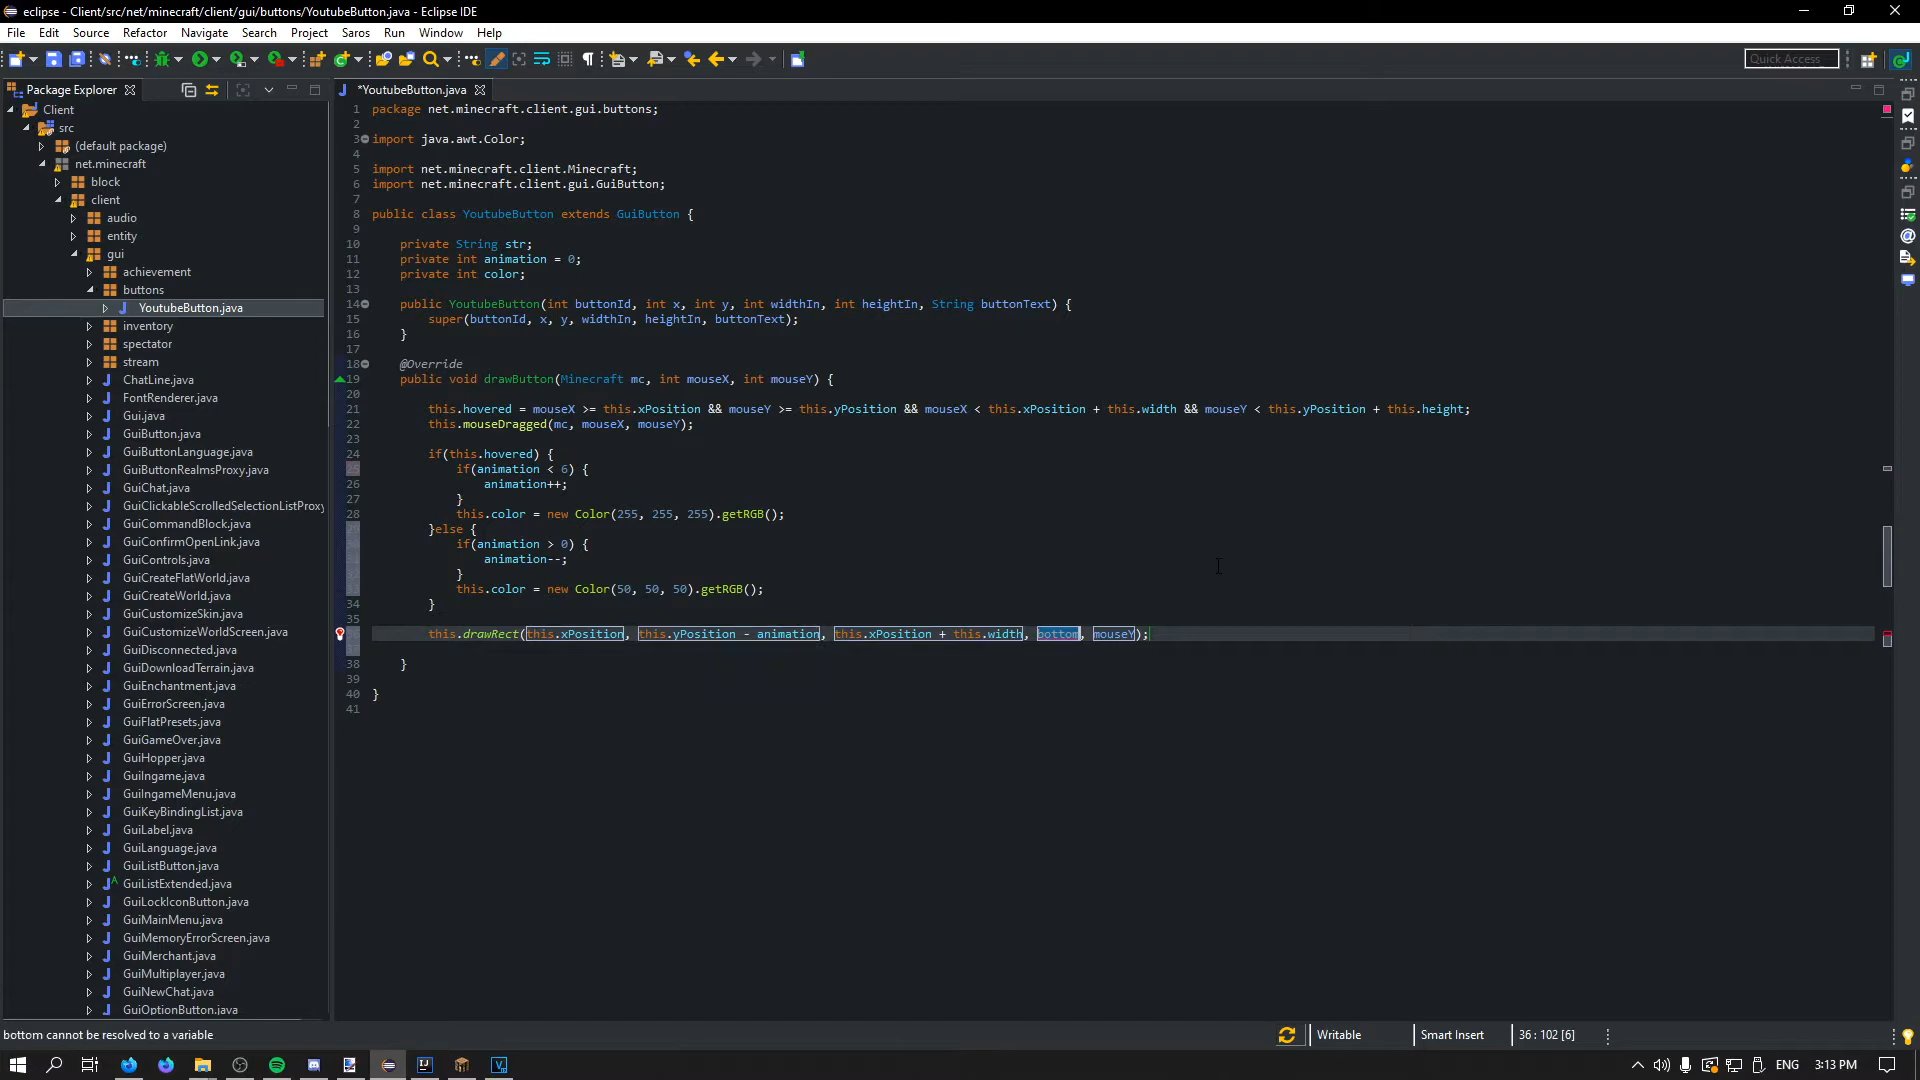 eclipse - Client/src/net/minecraft/client/gui/buttons/YoutubeButton.java - Eclipse IDE
File Edit Source Refactor Navigate Search Project Saros Run Window Help
Quick Access
Package Explorer
*YoutubeButton.java
Client
src
(default package)
net.minecraft
block
client
audio
entity
gui
achievement
buttons
YoutubeButton.java
inventory
spectator
stream
ChatLine.java
FontRenderer.java
Gui.java
GuiButton.java
GuiButtonLanguage.java
GuiButtonRealmsProxy.java
GuiChat.java
GuiClickableScrolledSelectionListProxy
GuiCommandBlock.java
GuiConfirmOpenLink.java
GuiControls.java
GuiCreateFlatWorld.java
GuiCreateWorld.java
GuiCustomizeSkin.java
GuiCustomizeWorldScreen.java
GuiDisconnected.java
GuiDownloadTerrain.java
GuiEnchantment.java
GuiErrorScreen.java
GuiFlatPresets.java
GuiGameOver.java
GuiHopper.java
GuiIngame.java
GuiIngameMenu.java
GuiKeyBindingList.java
GuiLabel.java
GuiLanguage.java
GuiListButton.java
GuiListExtended.java
GuiLockIconButton.java
GuiMainMenu.java
GuiMemoryErrorScreen.java
GuiMerchant.java
GuiMultiplayer.java
GuiNewChat.java
GuiOptionButton.java
1 package net.minecraft.client.gui.buttons;
2
3 import java.awt.Color;
4
5 import net.minecraft.client.Minecraft;
6 import net.minecraft.client.gui.GuiButton;
7
8 public class YoutubeButton extends GuiButton {
9
10 private String str;
11 private int animation = 0;
12 private int color;
13
14 public YoutubeButton(int buttonId, int x, int y, int widthIn, int heightIn, String buttonText) {
15 super(buttonId, x, y, widthIn, heightIn, buttonText);
16 }
17
18 @Override
19 public void drawButton(Minecraft mc, int mouseX, int mouseY) {
20
21 this.hovered = mouseX >= this.xPosition && mouseY >= this.yPosition && mouseX < this.xPosition + this.width && mouseY < this.yPosition + this.height;
22 this.mouseDragged(mc, mouseX, mouseY);
23
24 if(this.hovered) {
25 if(animation < 6) {
26 animation++;
27 }
28 this.color = new Color(255, 255, 255).getRGB();
}else {
if(animation > 0) {
animation--;
}
this.color = new Color(50, 50, 50).getRGB();
34 }
35
this.drawRect(this.xPosition, this.yPosition - animation, this.xPosition + this.width, bottom, mouseY);
38 }
39
40 }
41
bottom cannot be resolved to a variable
Writable
Smart Insert
36 : 102 [6]
ENG
3:13 PM